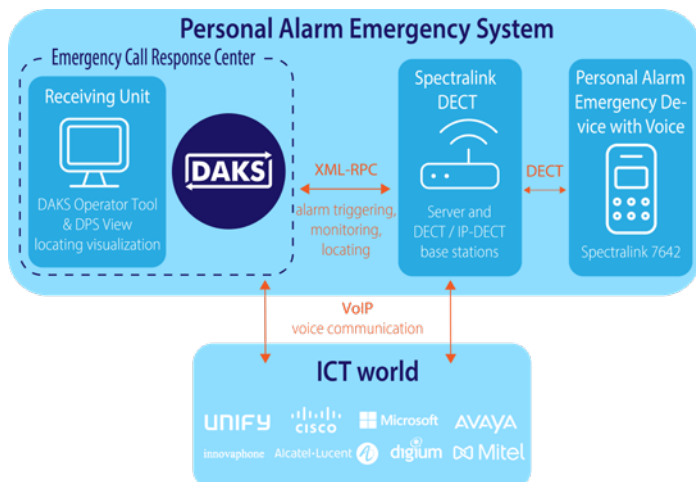 Personal Alarm Emergency System
Emergency Call Response Center
Receiving Unit
DAKS Operator Tool
& DPS View
locating visualization
DAKS
XML-RPC
alarm triggering,
monitoring,
locating
Spectralink
DECT
Server and
DECT / IP-DECT
base stations
DECT
Personal Alarm
Emergency De-
vice with Voice
Spectralink 7642
VoIP
voice communication
ICT world
UNIFY
CISCO
Microsoft
AVAYA
innovaphone
Alcatel-Lucent
digium
Mitel